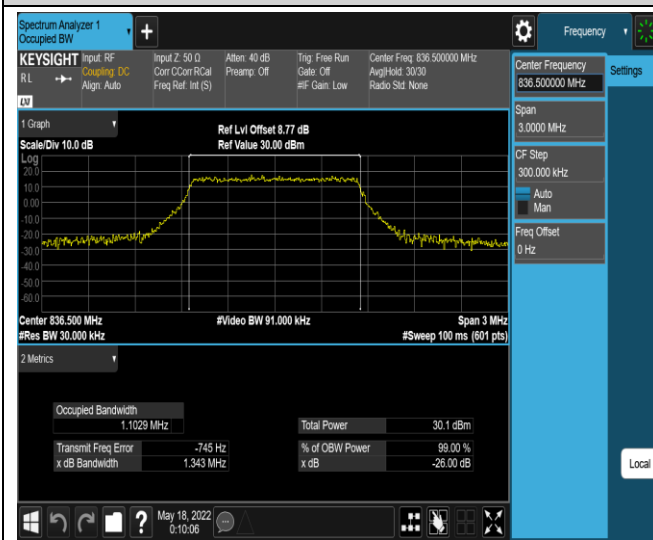 Spectrum Analyzer 1
Occupied BW
+
Frequency
KEYSIGHT
RL
LXI
Input: RF
Coupling: DC
Align: Auto
Input Z: 50 Ω
Corr CCorr RCal
Freq Ref: Int (S)
Atten: 40 dB
Preamp: Off
Trig: Free Run
Gate: Off
#IF Gain: Low
Center Freq: 836.500000 MHz
Avg|Hold: 30/30
Radio Std: None
Center Frequency
836.500000 MHz
Settings
Span
3.0000 MHz
CF Step
300.000 kHz
Auto
Man
Freq Offset
0 Hz
1 Graph
Scale/Div 10.0 dB
Ref Lvl Offset 8.77 dB
Ref Value 30.00 dBm
Log
20.0
10.0
0.00
-10.0
-20.0
-30.0
-40.0
-50.0
-60.0
Center 836.500 MHz
#Video BW 91.000 kHz
Span 3 MHz
#Res BW 30.000 kHz
#Sweep 100 ms (601 pts)
2 Metrics
Occupied Bandwidth
1.1029 MHz
Total Power 30.1 dBm
Transmit Freq Error -745 Hz
% of OBW Power 99.00 %
x dB Bandwidth 1.343 MHz
x dB -26.00 dB
Local
?
May 18, 2022
0:10:06